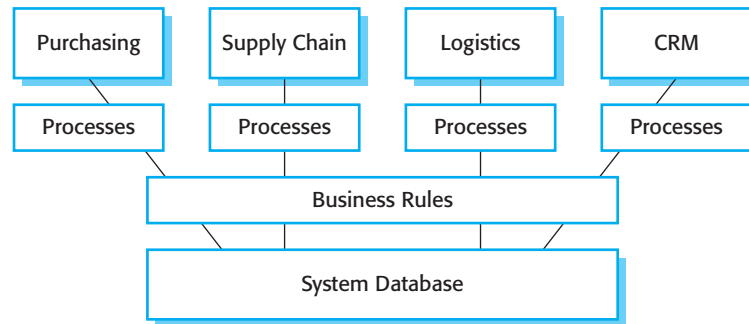 Purchasing
Supply Chain
Logistics
CRM
Processes
Processes
Processes
Processes
Business Rules
System Database